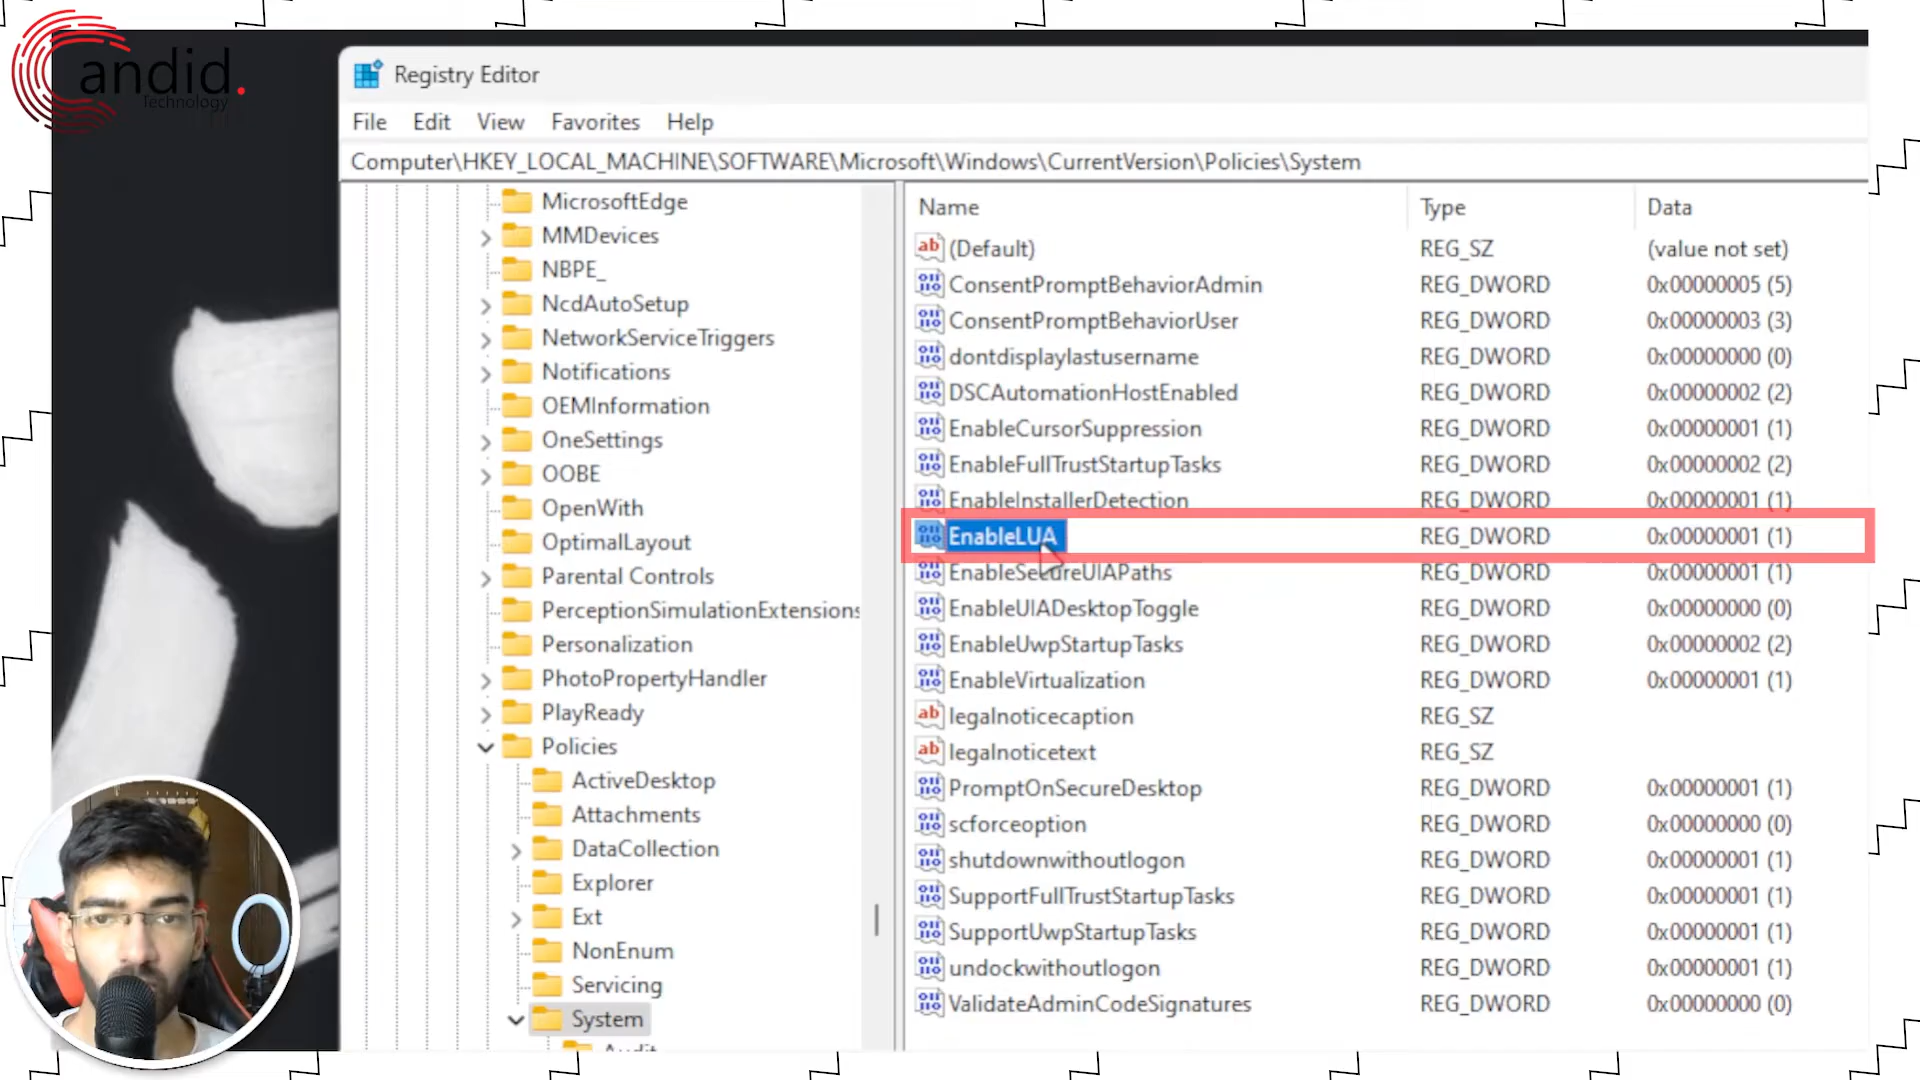 Candid.
Technology
Registry Editor
File Edit View Favorites Help
Computer\HKEY_LOCAL_MACHINE\SOFTWARE\Microsoft\Windows\CurrentVersion\Policies\System
MicrosoftEdge
MMDevices
NBPE_
NcdAutoSetup
NetworkServiceTriggers
Notifications
OEMInformation
OneSettings
OOBE
OpenWith
OptimalLayout
Parental Controls
PerceptionSimulationExtensions
Personalization
PhotoPropertyHandler
PlayReady
Policies
ActiveDesktop
Attachments
DataCollection
Explorer
Ext
NonEnum
Servicing
System
Audit
Name Type Data
(Default) REG_SZ (value not set)
ConsentPromptBehaviorAdmin REG_DWORD 0x00000005 (5)
ConsentPromptBehaviorUser REG_DWORD 0x00000003 (3)
dontdisplaylastusername REG_DWORD 0x00000000 (0)
DSCAutomationHostEnabled REG_DWORD 0x00000002 (2)
EnableCursorSuppression REG_DWORD 0x00000001 (1)
EnableFullTrustStartupTasks REG_DWORD 0x00000002 (2)
EnableInstallerDetection REG_DWORD 0x00000001 (1)
EnableLUA REG_DWORD 0x00000001 (1)
EnableSecureUIAPaths REG_DWORD 0x00000001 (1)
EnableUIADesktopToggle REG_DWORD 0x00000000 (0)
EnableUwpStartupTasks REG_DWORD 0x00000002 (2)
EnableVirtualization REG_DWORD 0x00000001 (1)
legalnoticecaption REG_SZ
legalnoticetext REG_SZ
PromptOnSecureDesktop REG_DWORD 0x00000001 (1)
scforceoption REG_DWORD 0x00000000 (0)
shutdownwithoutlogon REG_DWORD 0x00000001 (1)
SupportFullTrustStartupTasks REG_DWORD 0x00000001 (1)
SupportUwpStartupTasks REG_DWORD 0x00000001 (1)
undockwithoutlogon REG_DWORD 0x00000001 (1)
ValidateAdminCodeSignatures REG_DWORD 0x00000000 (0)